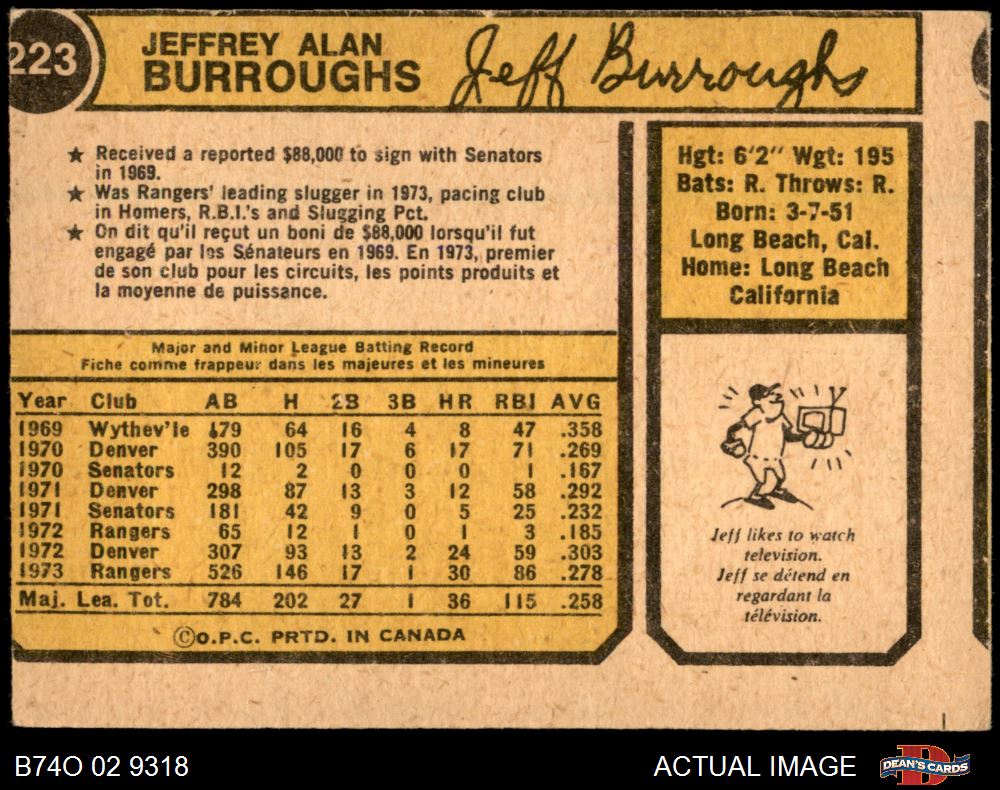 223
JEFFREY ALAN
BURROUGHS
Jeff Burroughs
★ Received a reported $88,000 to sign with Senators
in 1969.
★ Was Rangers' leading slugger in 1973, pacing club
in Homers, R.B.I.'s and Slugging Pct.
★ On dit qu'il reçut un boni de $88,000 lorsqu'il fut
engagé par les Sénateurs en 1969. En 1973, premier
de son club pour les circuits, les points produits et
la moyenne de puissance.
Major and Minor League Batting Record
Fiche comme frappeur dans les majeures et les mineures
Year Club AB H 2B 3B HR RBI AVG
1969 Wythev'le 179 64 16 4 8 47 .358
1970 Denver 390 105 17 6 17 71 .269
1970 Senators 12 2 0 0 0 1 .167
1971 Denver 298 87 13 3 12 58 .292
1971 Senators 181 42 9 0 5 25 .232
1972 Rangers 65 12 1 0 1 3 .185
1972 Denver 307 93 13 2 24 59 .303
1973 Rangers 526 146 17 1 30 86 .278
Maj. Lea. Tot. 784 202 27 1 36 115 .258
©O.P.C. PRTD. IN CANADA
Hgt: 6'2" Wgt: 195
Bats: R. Throws: R.
Born: 3-7-51
Long Beach, Cal.
Home: Long Beach
California
Jeff likes to watch
television.
Jeff se détend en
regardant la
télévision.
B74O 02 9318
ACTUAL IMAGE
DEAN'S CARDS